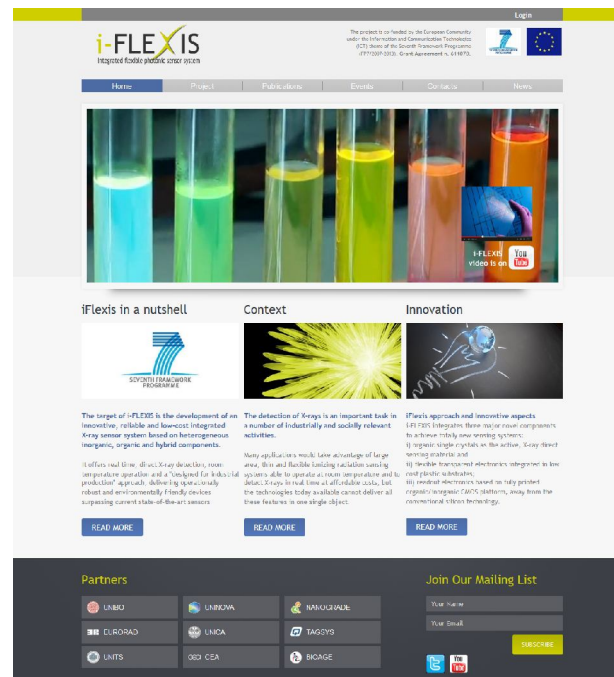 Login
i-FLEXIS
Integrated flexible photonic sensor system
The project is co-funded by the European Community
under the Information and Communication Technologies
(ICT) theme of the Seventh Framework Programme
(FP7/2007-2013). Grant Agreement n. 611070.
Home Project Publications Events Contacts News
i-FLEXIS
video is on You Tube
iFlexis in a nutshell
SEVENTH FRAMEWORK
PROGRAMME
The target of i-FLEXIS is the development of an
innovative, reliable and low-cost integrated
X-ray sensor system based on heterogeneous
inorganic, organic and hybrid components.
It offers real time, direct X-ray detection, room
temperature operation and a "designed for industrial
production" approach, delivering operationally
robust and environmentally friendly devices
surpassing current state-of-the-art sensors
READ MORE
Context
The detection of X-rays is an important task in
a number of industrially and socially relevant
activities.
Many applications would take advantage of large
area, thin and flexible ionizing radiation sensing
systems able to operate at room temperature and to
detect X-rays in real time at affordable costs, but
the technologies today available cannot deliver all
these features in one single object.
READ MORE
Innovation
iFlexis approach and innovative aspects
i-FLEXIS integrates three major novel components
to achieve totally new sensing systems:
i) organic single crystals as the active, X-ray direct
sensing material and
ii) flexible transparent electronics integrated in low
cost plastic substrates;
iii) readout electronics based on fully printed
organic/inorganic CMOS platform, away from the
conventional silicon technology.
READ MORE
Partners
UNIBO UNINOVA NANOGRADE
EURORAD UNICA TAGSYS
UNITS CEA BIOAGE
Join Our Mailing List
Your Name
Your Email
SUBSCRIBE
You Tube